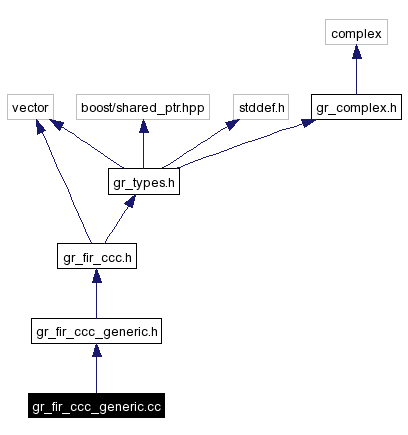 complex
vector
boost/shared_ptr.hpp
stddef.h
gr_complex.h
gr_types.h
gr_fir_ccc.h
gr_fir_ccc_generic.h
gr_fir_ccc_generic.cc